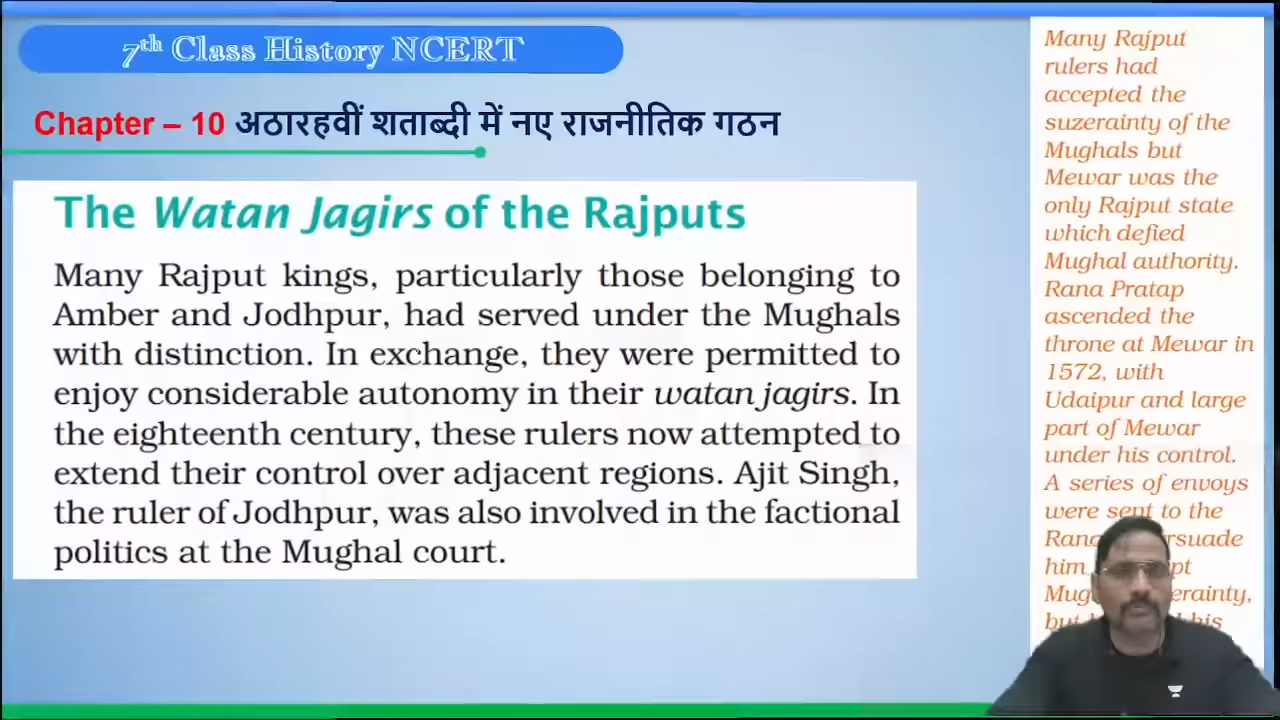 7th Class History NCERT
Chapter – 10 अठारहवीं शताब्दी में नए राजनीतिक गठन
The Watan Jagirs of the Rajputs
Many Rajput kings, particularly those belonging to
Amber and Jodhpur, had served under the Mughals
with distinction. In exchange, they were permitted to
enjoy considerable autonomy in their watan jagirs. In
the eighteenth century, these rulers now attempted to
extend their control over adjacent regions. Ajit Singh,
the ruler of Jodhpur, was also involved in the factional
politics at the Mughal court.
Many Rajput
rulers had
accepted the
suzerainty of the
Mughals but
Mewar was the
only Rajput state
which defied
Mughal authority.
Rana Pratap
ascended the
throne at Mewar in
1572, with
Udaipur and large
part of Mewar
under his control.
A series of envoys
were sent to the
him